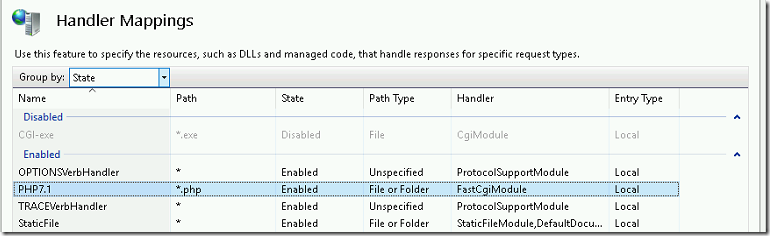 Handler Mappings
Use this feature to specify the resources, such as DLLs and managed code, that handle responses for specific request types.
Group by: State
Name Path State Path Type Handler Entry Type
Disabled
CGI-exe *.exe Disabled File CgiModule Local
Enabled
OPTIONSVerbHandler * Enabled Unspecified ProtocolSupportModule Local
PHP7.1 *.php Enabled File or Folder FastCgiModule Local
TRACEVerbHandler * Enabled Unspecified ProtocolSupportModule Local
StaticFile * Enabled File or Folder StaticFileModule,DefaultDocu... Local